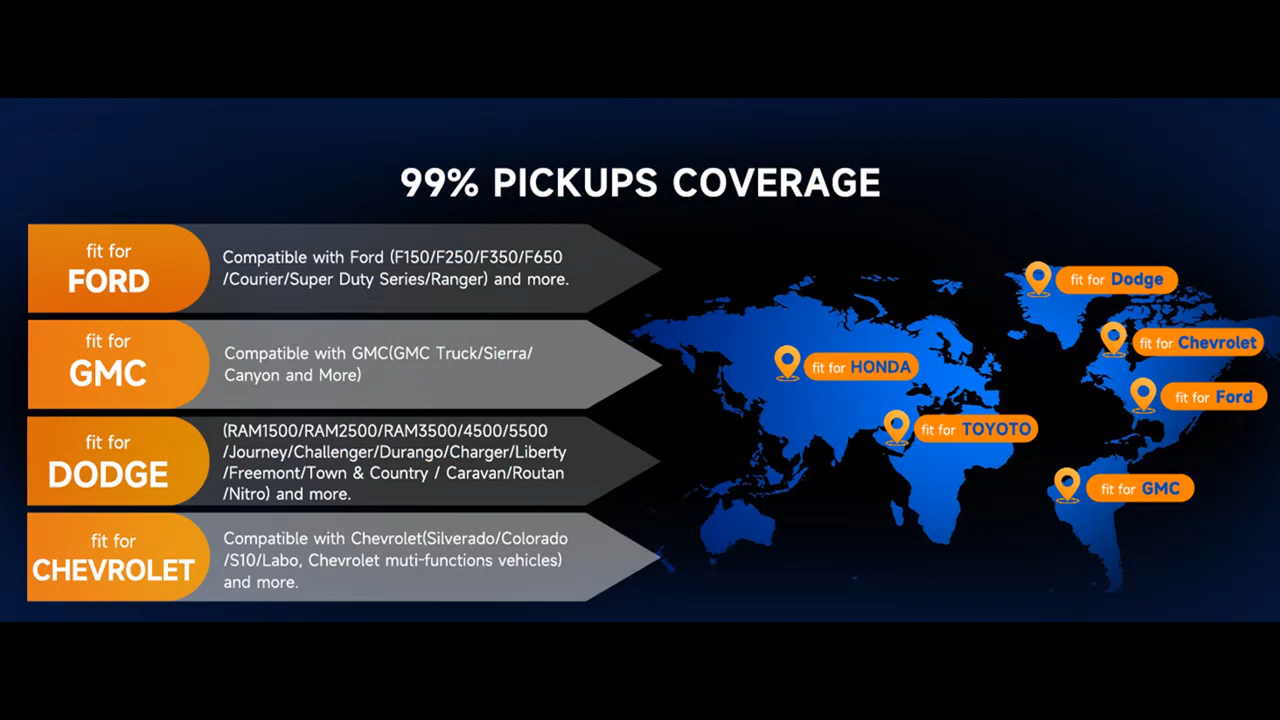 99% PICKUPS COVERAGE
fit for
FORD
Compatible with Ford (F150/F250/F350/F650
/Courier/Super Duty Series/Ranger) and more.
fit for
GMC
Compatible with GMC(GMC Truck/Sierra/
Canyon and More)
fit for
DODGE
(RAM1500/RAM2500/RAM3500/4500/5500
/Journey/Challenger/Durango/Charger/Liberty
/Freemont/Town & Country / Caravan/Routan
/Nitro) and more.
fit for
CHEVROLET
Compatible with Chevrolet(Silverado/Colorado
/S10/Labo, Chevrolet muti-functions vehicles)
and more.
fit for Dodge
fit for Chevrolet
fit for HONDA
fit for Ford
fit for TOYOTO
fit for GMC